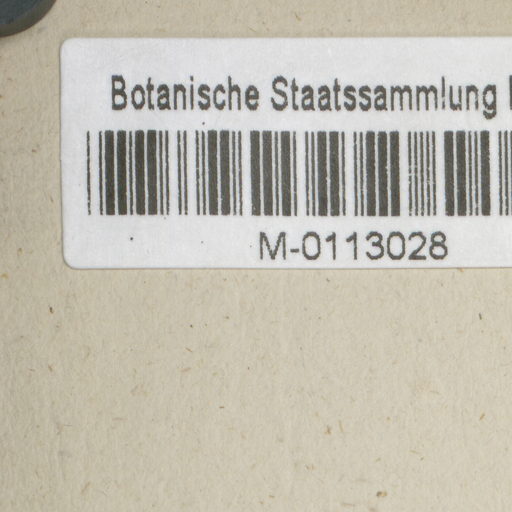 Botanische Staatssammlung
M-0113028